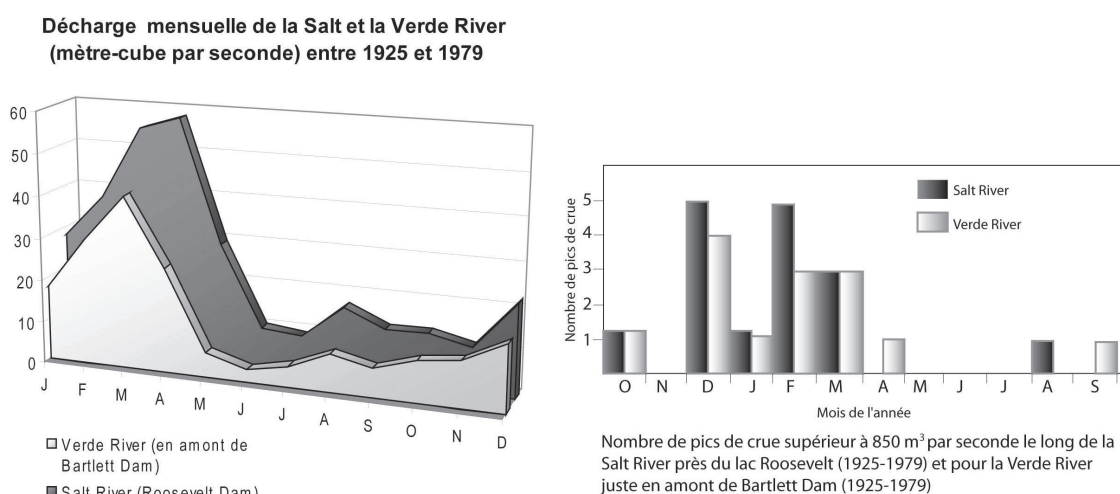 Décharge mensuelle de la Salt et la Verde River
(mètre-cube par seconde) entre 1925 et 1979
60
50
40
30
20
10
0
J F M A M J J A S O N D
Verde River (en amont de
Bartlett Dam)
Salt River (Roosevelt Dam)
Nombre de pics de crue
5
4
3
2
1
Salt River
Verde River
O N D J F M A M J J A S
Mois de l'année
Nombre de pics de crue supérieur à 850 m³ par seconde le long de la
Salt River près du lac Roosevelt (1925-1979) et pour la Verde River
juste en amont de Bartlett Dam (1925-1979)